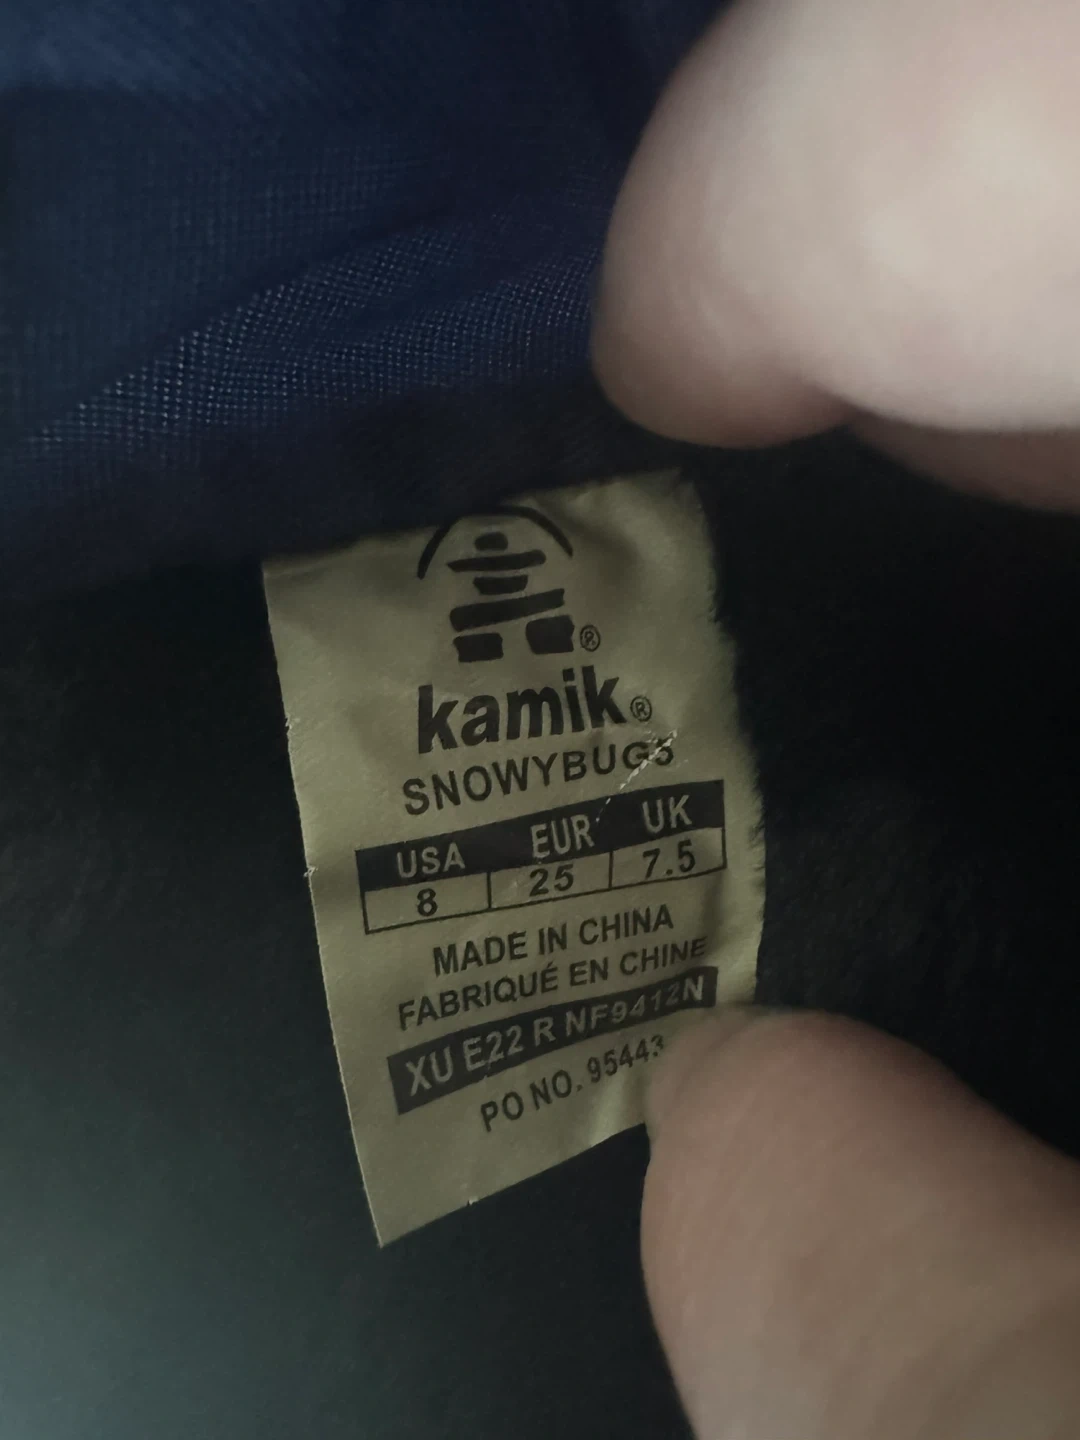 kamik®
SNOWYBUG5
USA EUR UK
8 25 7.5
MADE IN CHINA
FABRIQUÉ EN CHINE
XU E22 R NF9412N
PO NO. 95443